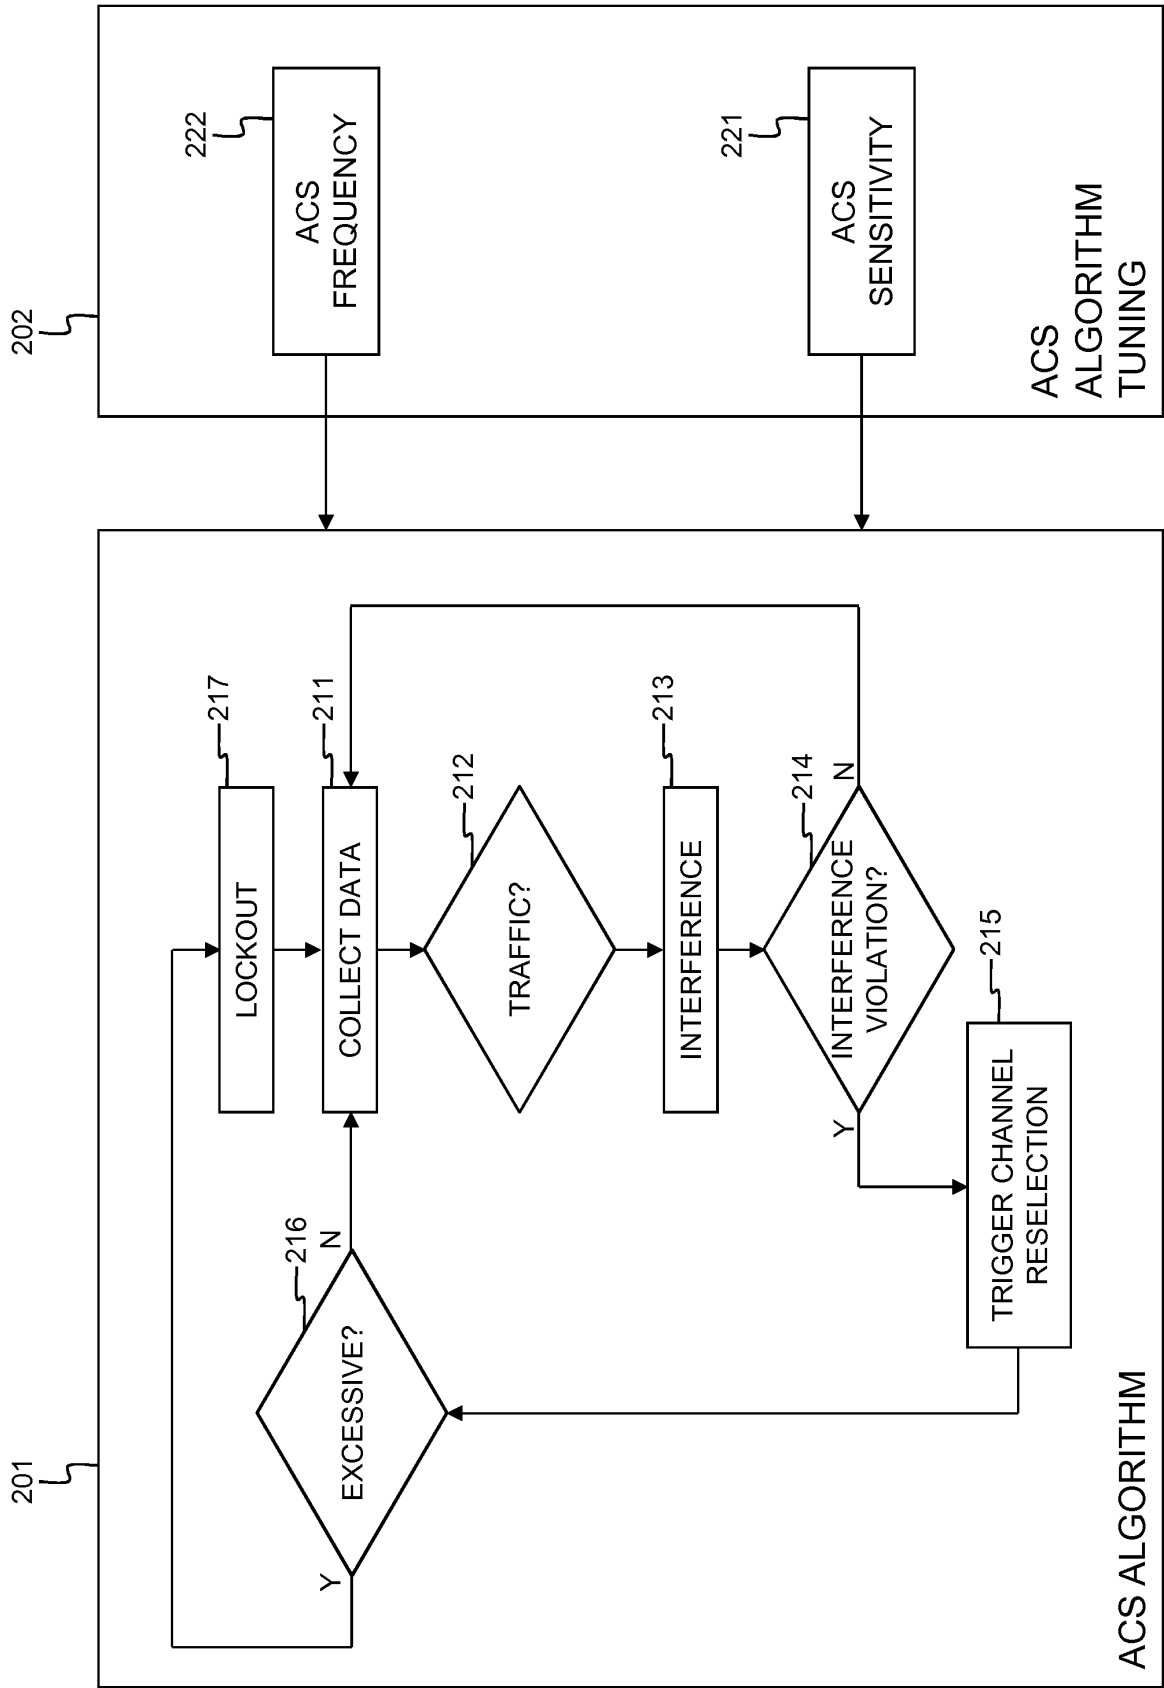 201
202
217
LOCKOUT
222
ACS
FREQUENCY
216
EXCESSIVE?
Y
N
211
COLLECT DATA
212
TRAFFIC?
213
INTERFERENCE
214
INTERFERENCE
VIOLATION?
Y
N
221
ACS
SENSITIVITY
215
TRIGGER CHANNEL
RESELECTION
ACS ALGORITHM
ACS
ALGORITHM
TUNING